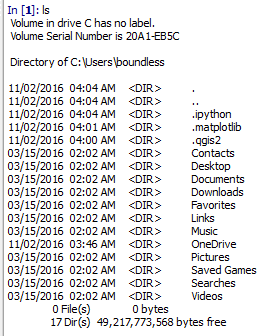 In [1]: ls
Volume in drive C has no label.
Volume Serial Number is 20A1-EB5C
Directory of C:\Users\boundless
11/02/2016 04:04 AM <DIR> .
11/02/2016 04:04 AM <DIR> ..
11/02/2016 04:04 AM <DIR> .ipython
11/02/2016 04:01 AM <DIR> .matplotlib
11/02/2016 04:00 AM <DIR> .qgis2
03/15/2016 02:02 AM <DIR> Contacts
03/15/2016 02:02 AM <DIR> Desktop
03/15/2016 02:02 AM <DIR> Documents
03/15/2016 02:02 AM <DIR> Downloads
03/15/2016 02:02 AM <DIR> Favorites
03/15/2016 02:02 AM <DIR> Links
03/15/2016 02:02 AM <DIR> Music
11/02/2016 03:46 AM <DIR> OneDrive
03/15/2016 02:02 AM <DIR> Pictures
03/15/2016 02:02 AM <DIR> Saved Games
03/15/2016 02:02 AM <DIR> Searches
03/15/2016 02:02 AM <DIR> Videos
0 File(s) 0 bytes
17 Dir(s) 49,217,773,568 bytes free